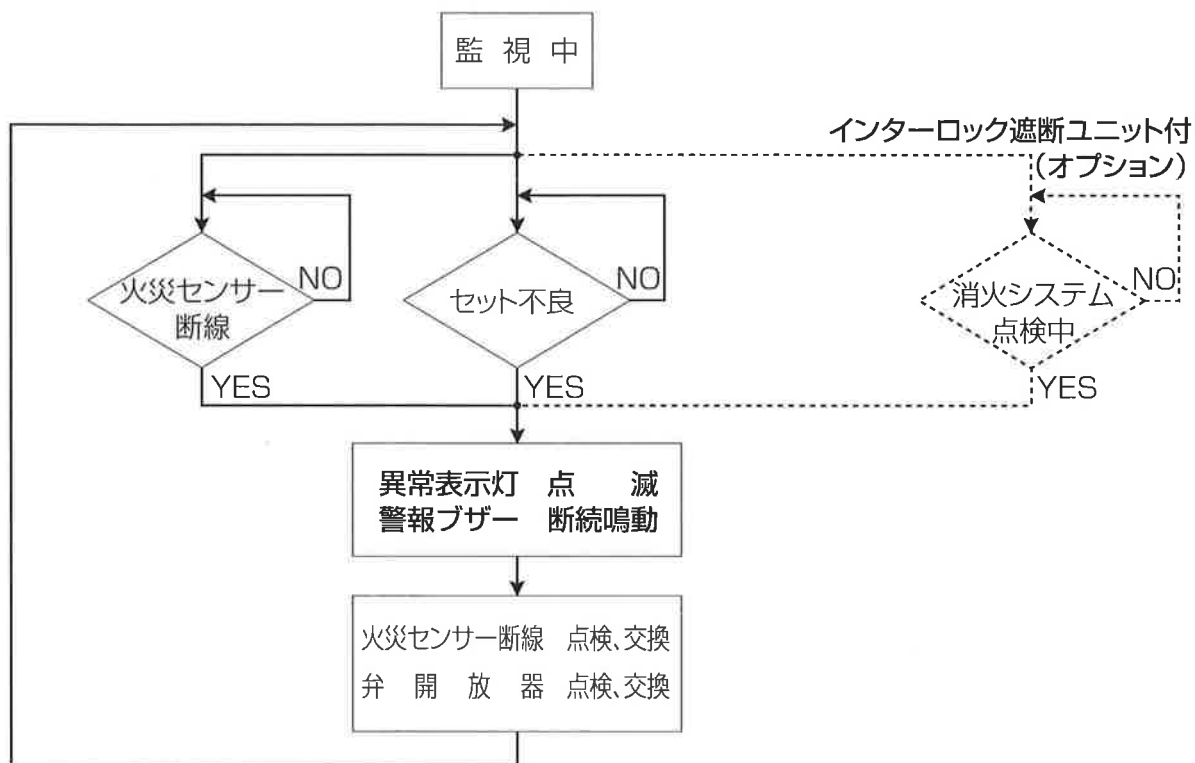 監視中
インターロック遮断ユニット付
(オプション)
火災センサー
断線
NO
YES
セット不良
NO
YES
消火システム
点検中
NO
YES
異常表示灯 点 滅
警報ブザー 断続鳴動
火災センサー断線 点検、交換
弁 開 放 器 点検、交換